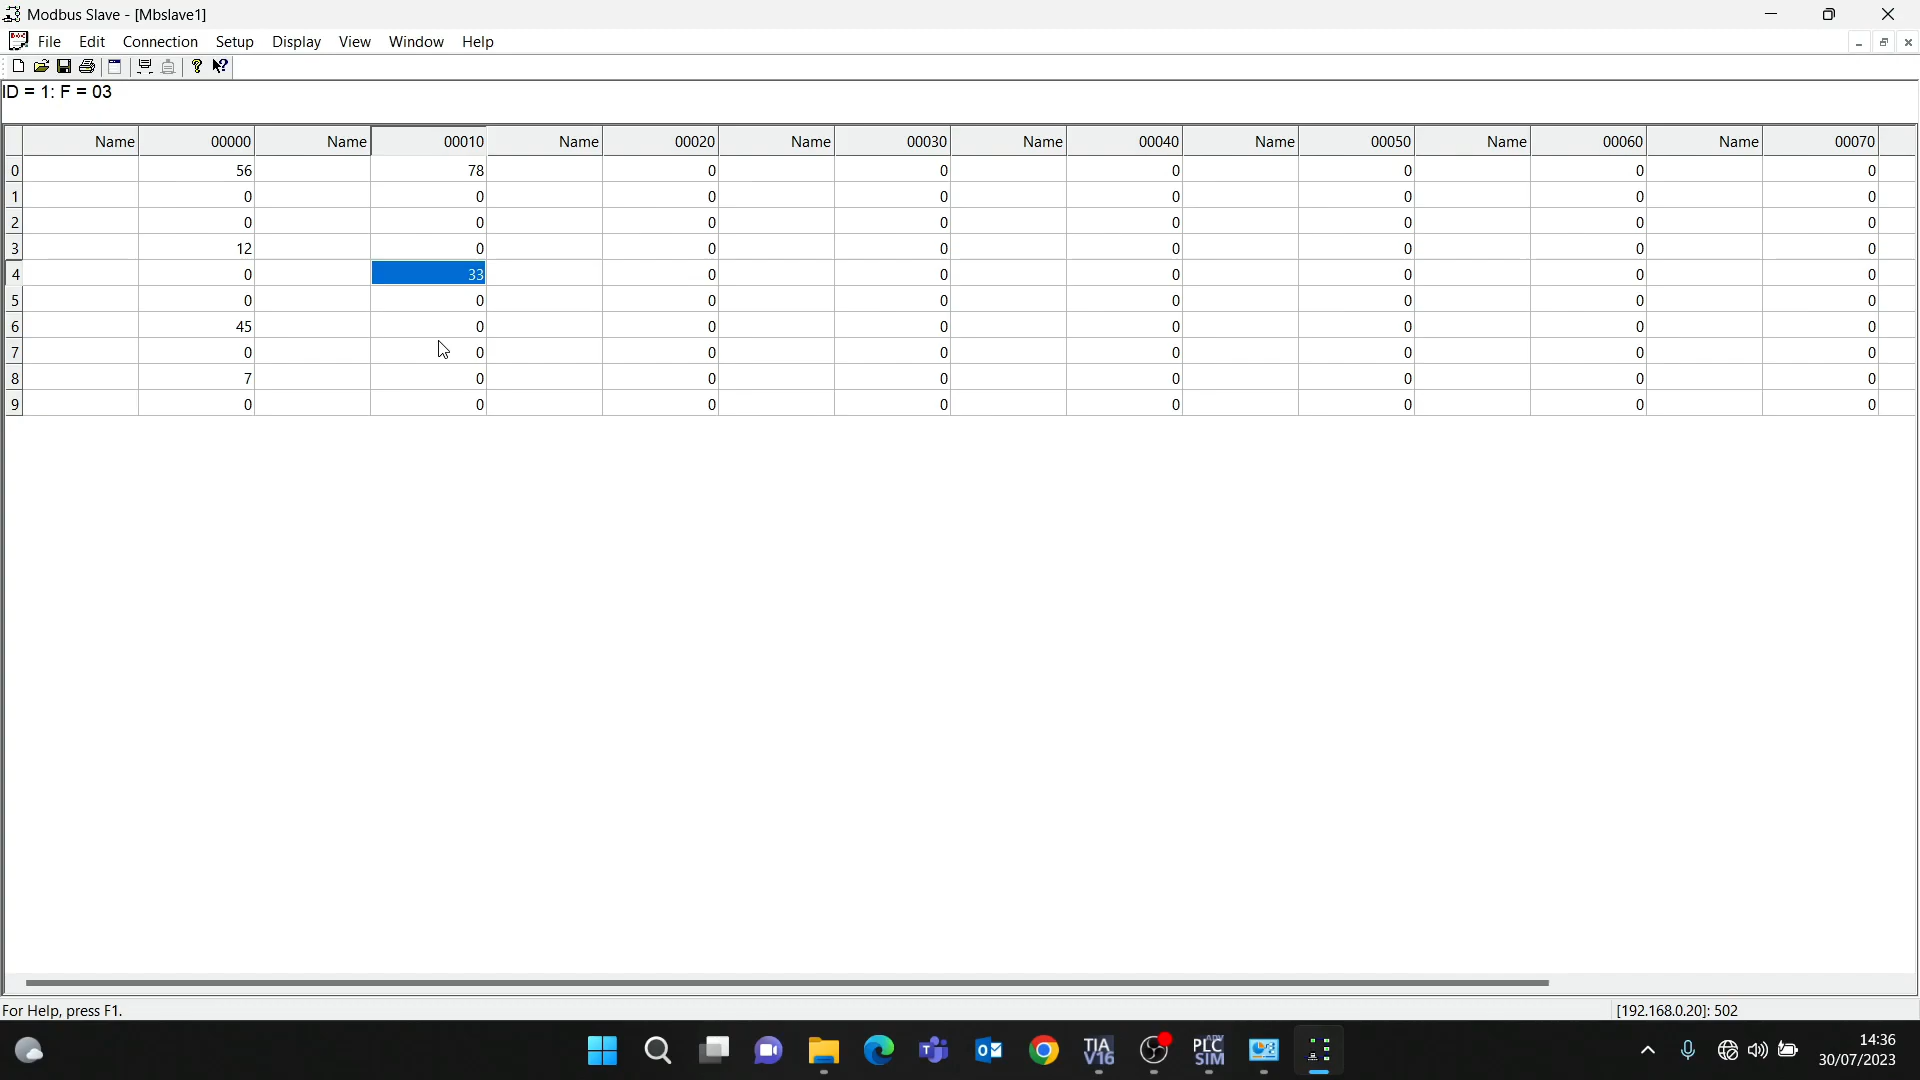 Modbus Slave - [Mbslave1]
File Edit Connection Setup Display View Window Help
ID = 1: F = 03
Name 00000 Name 00010 Name 00020 Name 00030 Name 00040 Name 00050 Name 00060 Name 00070
0 56 78 0 0 0 0 0 0
1 0 0 0 0 0 0 0 0
2 0 0 0 0 0 0 0 0
3 12 0 0 0 0 0 0 0
4 0 33 0 0 0 0 0 0
5 0 0 0 0 0 0 0 0
6 45 0 0 0 0 0 0 0
7 0 0 0 0 0 0 0 0
8 7 0 0 0 0 0 0 0
9 0 0 0 0 0 0 0 0
For Help, press F1. [192.168.0.20]: 502
TIA V16
PLC SIM
14:36
30/07/2023